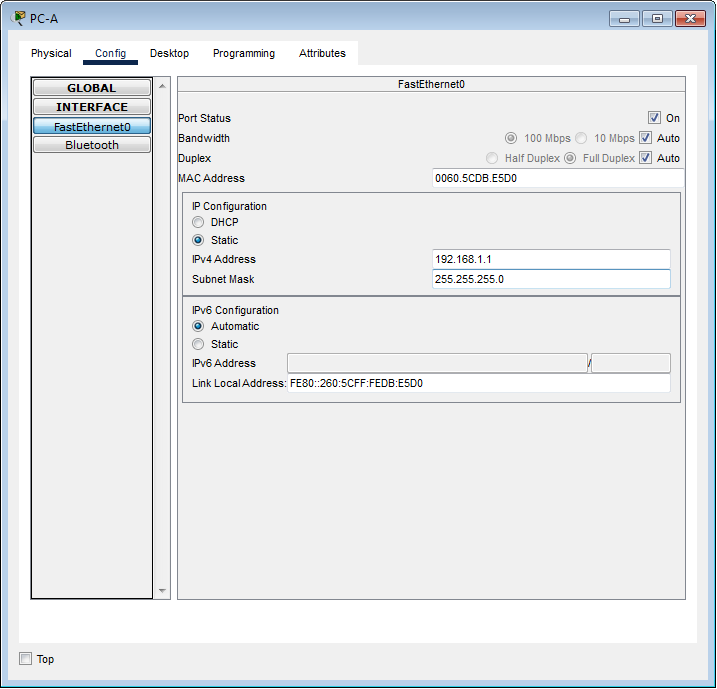 PC-A
Physical Config Desktop Programming Attributes
GLOBAL
INTERFACE
FastEthernet0
Bluetooth
FastEthernet0
Port Status On
Bandwidth 100 Mbps 10 Mbps Auto
Duplex Half Duplex Full Duplex Auto
MAC Address 0060.5CDB.E5D0
IP Configuration
DHCP
Static
IPv4 Address 192.168.1.1
Subnet Mask 255.255.255.0
IPv6 Configuration
Automatic
Static
IPv6 Address /
Link Local Address: FE80::260:5CFF:FEDB:E5D0
Top